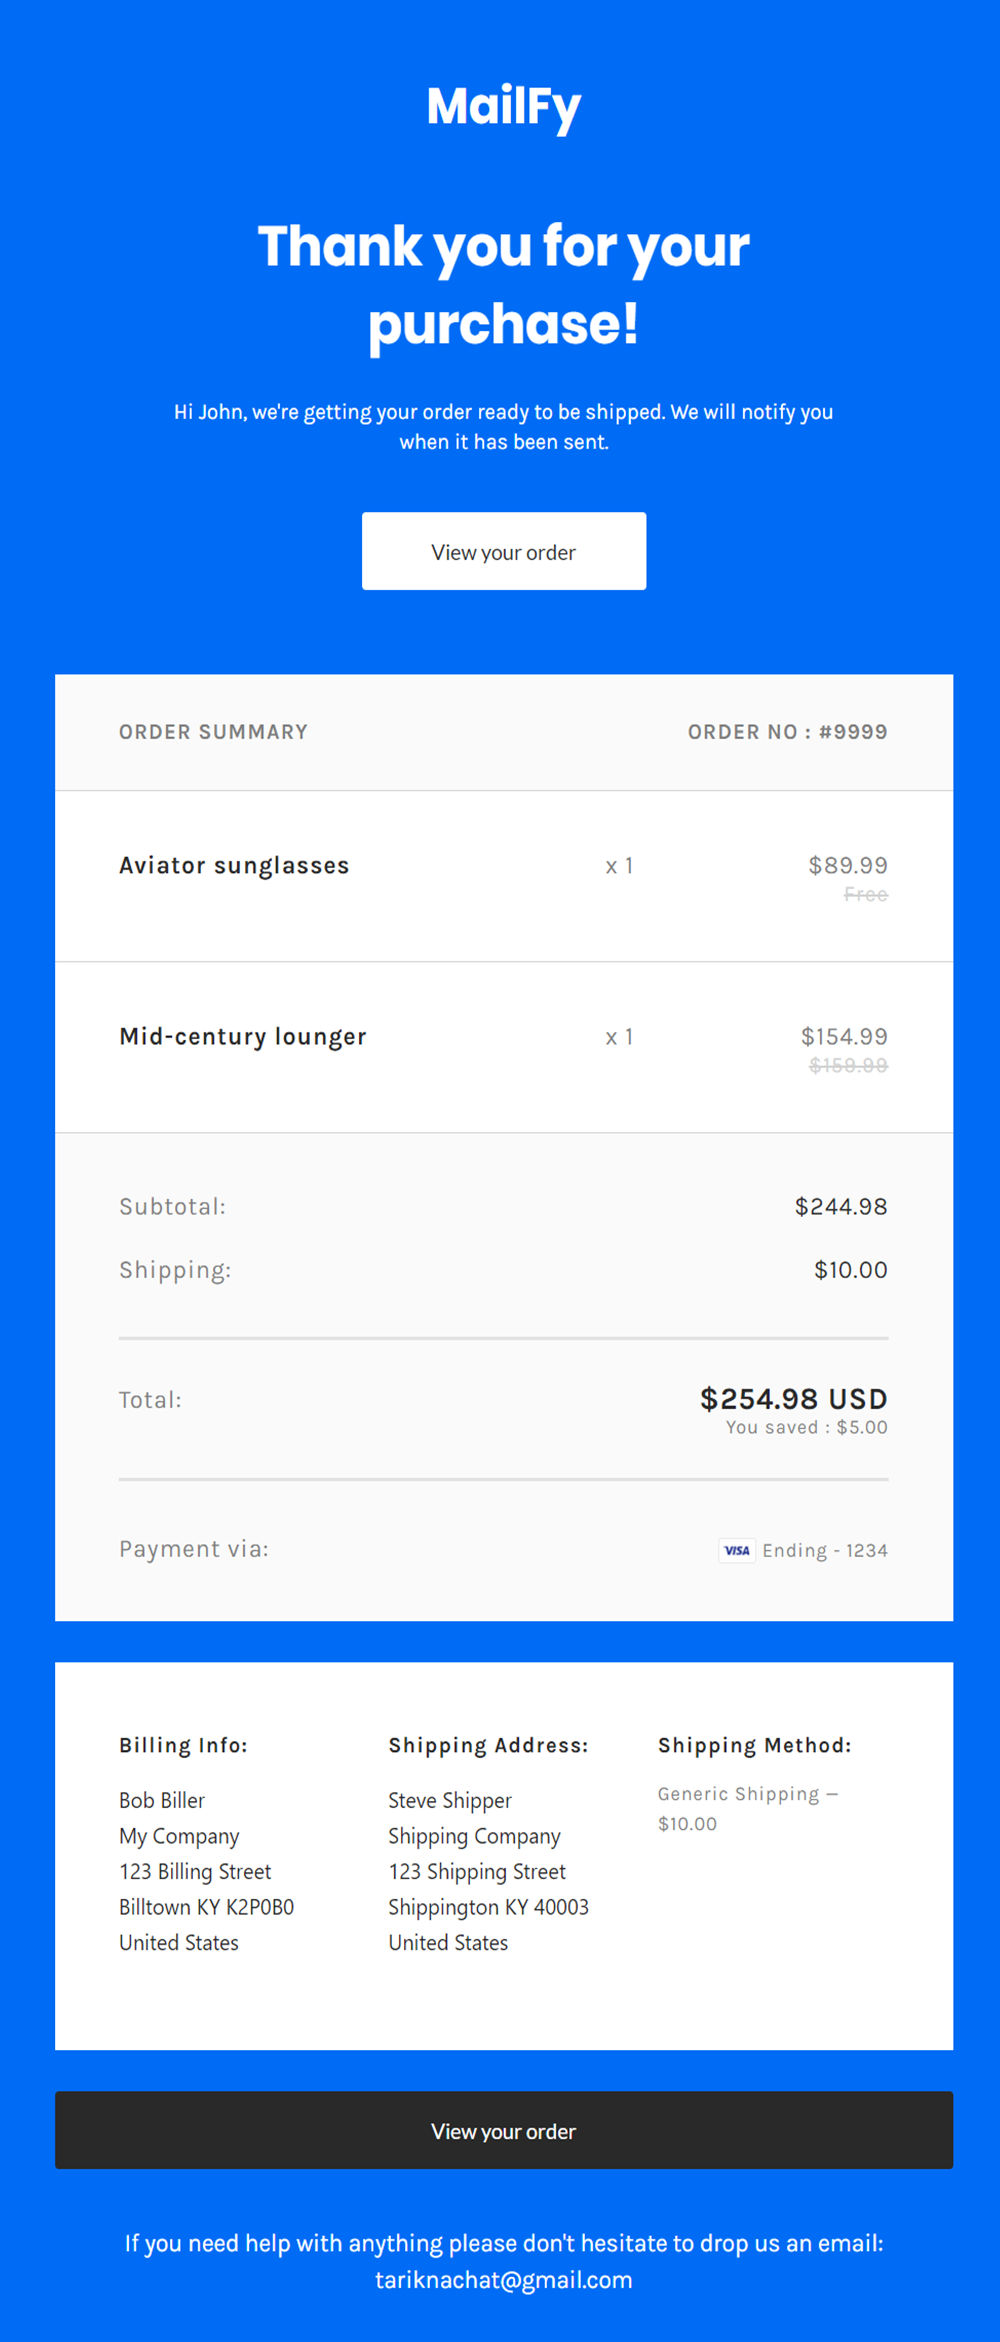 MailFy
Thank you for your
purchase!
Hi John, we're getting your order ready to be shipped. We will notify you
when it has been sent.
View your order
ORDER SUMMARY ORDER NO : #9999
Aviator sunglasses x 1 $89.99
Free
Mid-century lounger x 1 $154.99
$159.99
Subtotal: $244.98
Shipping: $10.00
Total: $254.98 USD
You saved : $5.00
Payment via: VISA Ending - 1234
Billing Info:
Bob Biller
My Company
123 Billing Street
Billtown KY K2P0B0
United States
Shipping Address:
Steve Shipper
Shipping Company
123 Shipping Street
Shippington KY 40003
United States
Shipping Method:
Generic Shipping —
$10.00
View your order
If you need help with anything please don't hesitate to drop us an email:
tariknachat@gmail.com